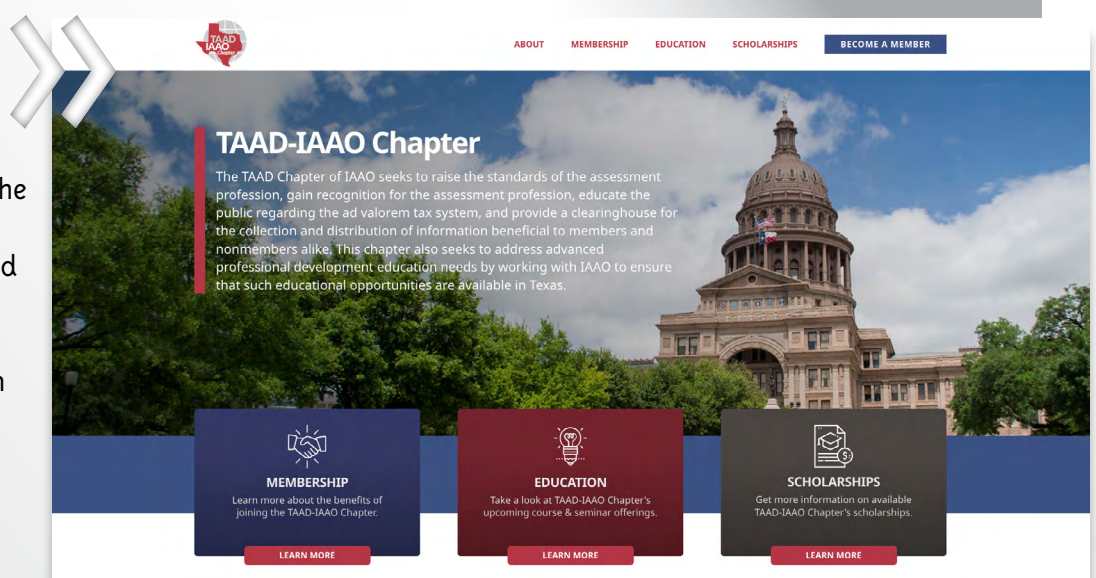 TAAD
IAAO
Chapter
ABOUT MEMBERSHIP EDUCATION SCHOLARSHIPS BECOME A MEMBER
he
d
TAAD-IAAO Chapter
The TAAD Chapter of IAAO seeks to raise the standards of the assessment
profession, gain recognition for the assessment profession, educate the
public regarding the ad valorem tax system, and provide a clearinghouse for
the collection and distribution of information beneficial to members and
nonmembers alike. This chapter also seeks to address advanced
professional development education needs by working with IAAO to ensure
that such educational opportunities are available in Texas.
MEMBERSHIP
Learn more about the benefits of
joining the TAAD-IAAO Chapter.
LEARN MORE
EDUCATION
Take a look at TAAD-IAAO Chapter's
upcoming course & seminar offerings.
LEARN MORE
SCHOLARSHIPS
Get more information on available
TAAD-IAAO Chapter's scholarships.
LEARN MORE